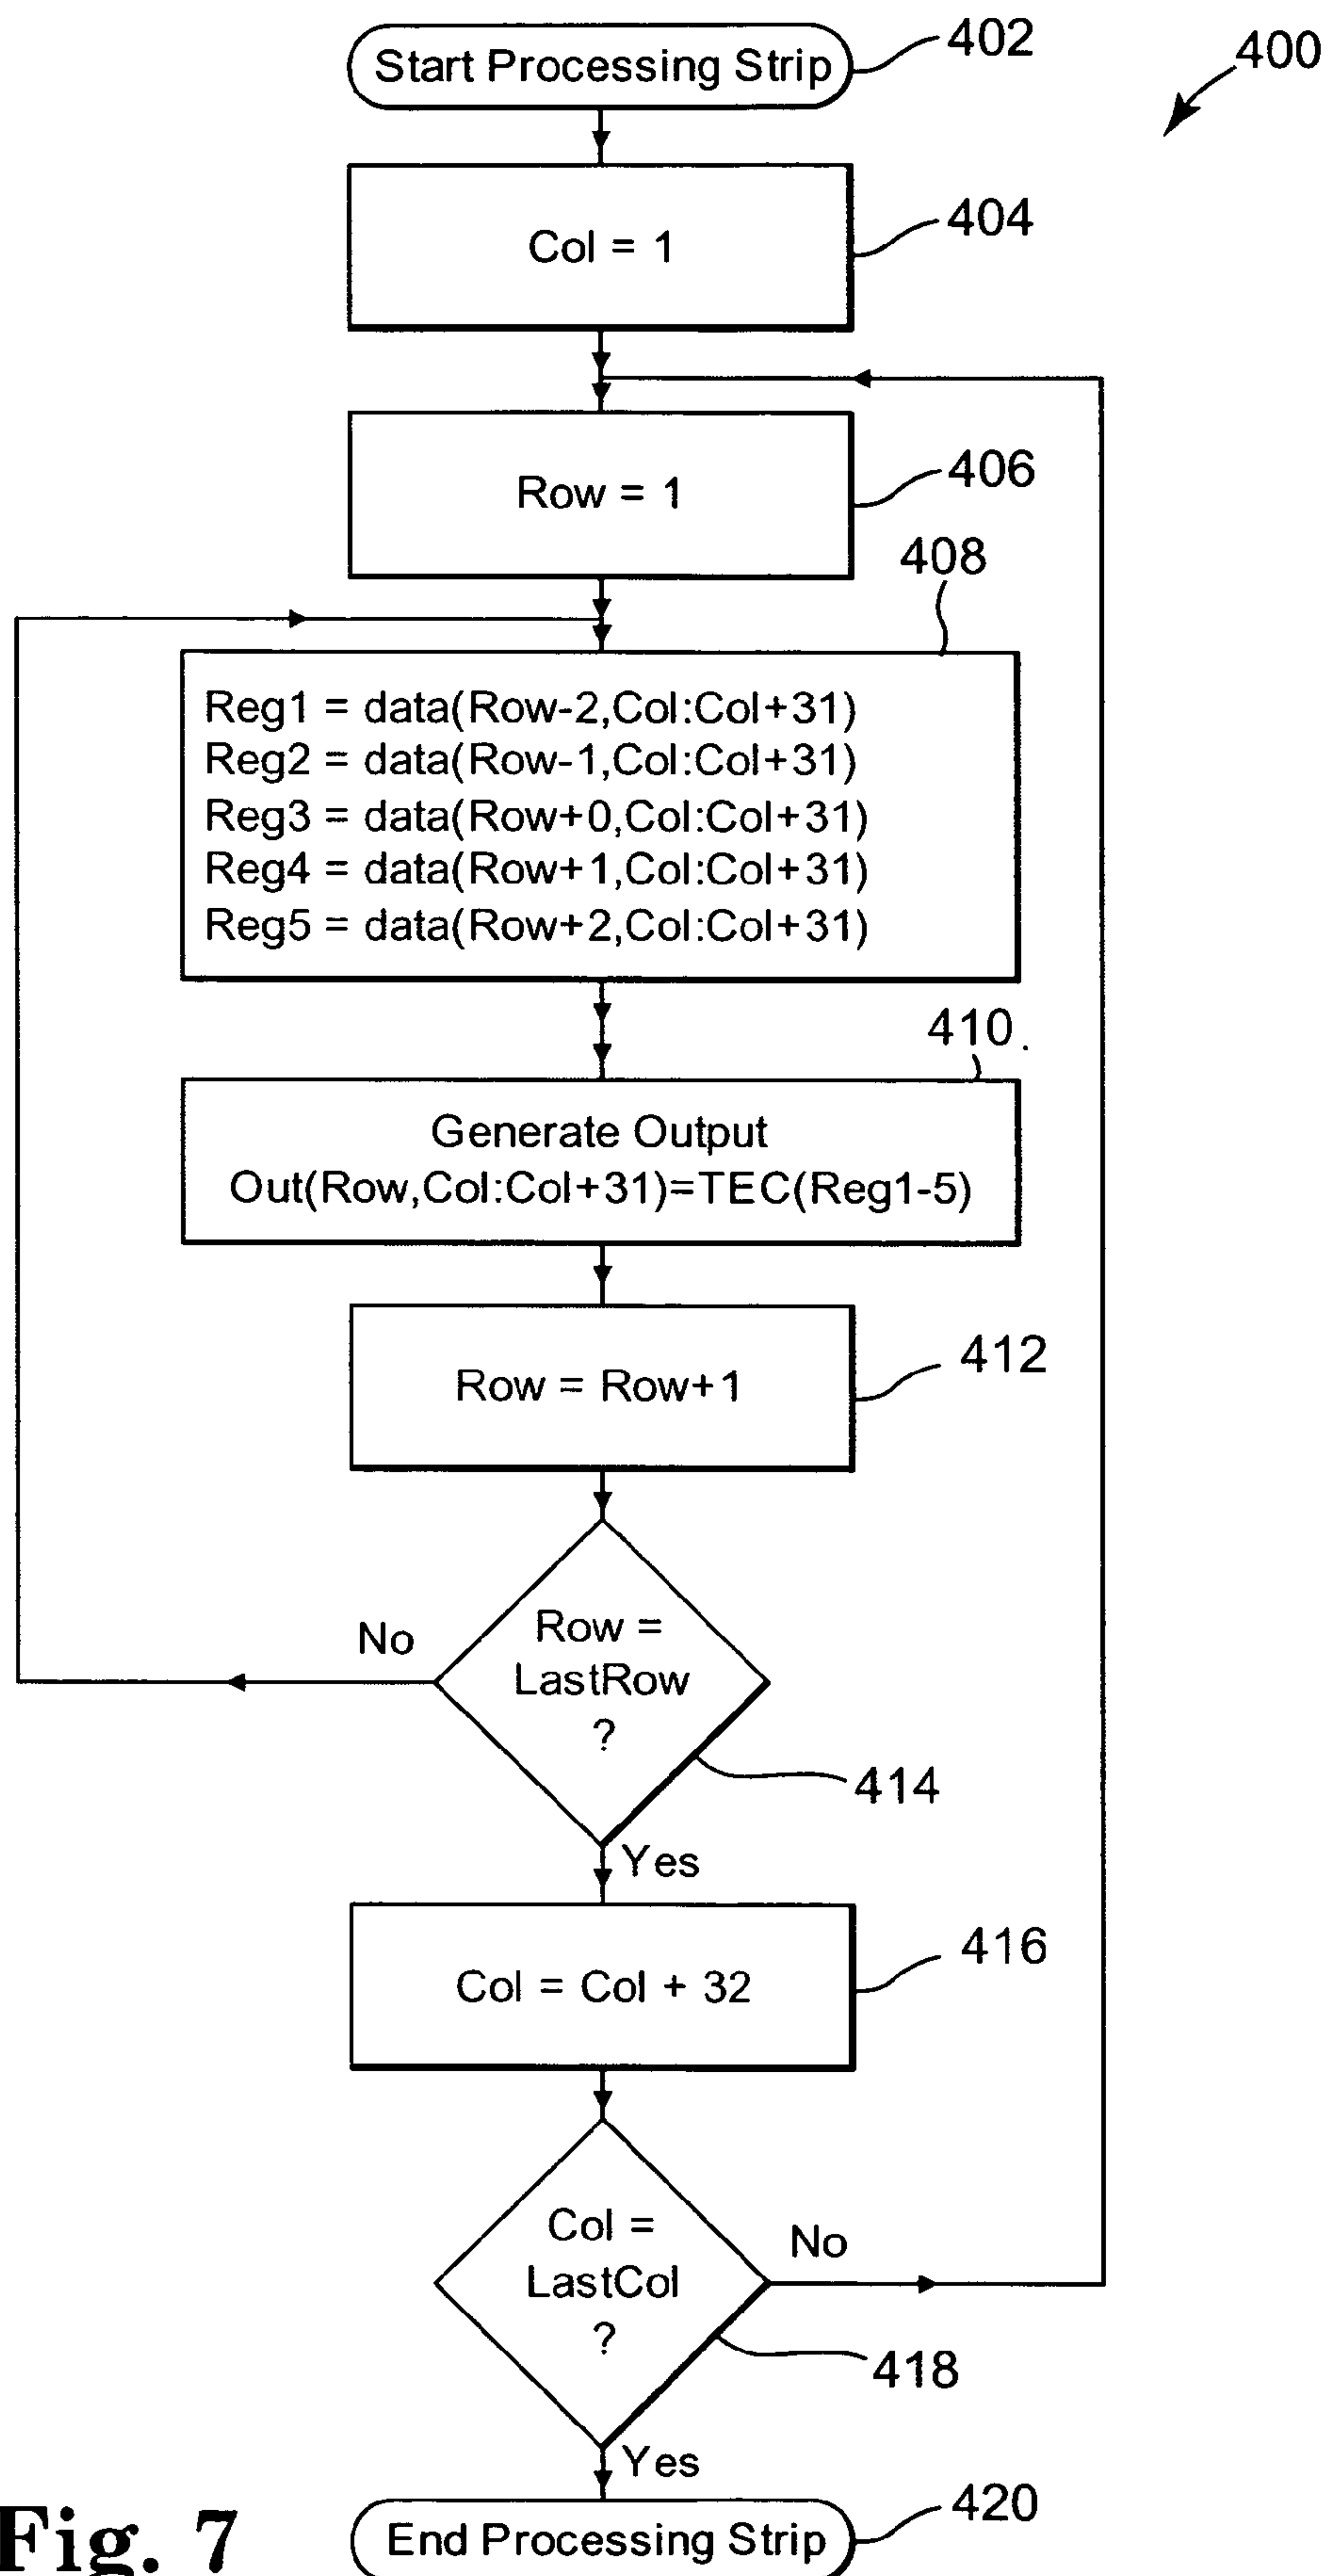 Start Processing Strip
402
400
Col = 1
404
Row = 1
406
408
Reg1 = data(Row-2,Col:Col+31)
Reg2 = data(Row-1,Col:Col+31)
Reg3 = data(Row+0,Col:Col+31)
Reg4 = data(Row+1,Col:Col+31)
Reg5 = data(Row+2,Col:Col+31)
410
Generate Output
Out(Row,Col:Col+31)=TEC(Reg1-5)
Row = Row+1
412
No
Row =
LastRow
?
414
Yes
Col = Col + 32
416
Col =
LastCol
?
No
418
Yes
End Processing Strip
420
Fig. 7